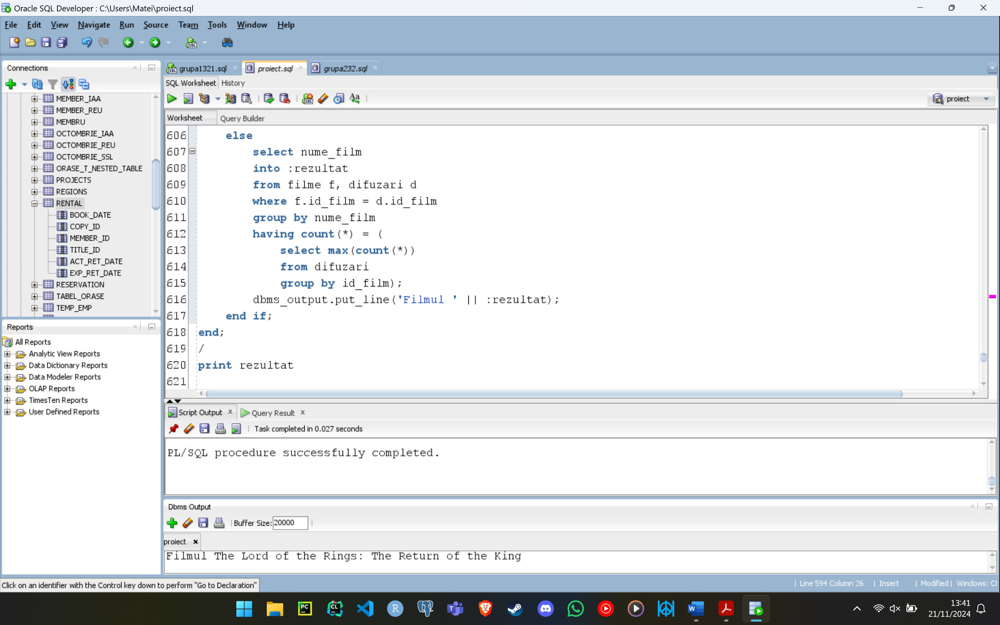 Oracle SQL Developer : C:\Users\Matei\proiect.sql
File Edit View Navigate Run Source Team Tools Window Help
Connections
MEMBER_IAA
MEMBER_REU
MEMBRU
OCTOMBRIE_IAA
OCTOMBRIE_REU
OCTOMBRIE_SSL
ORASE_T_NESTED_TABLE
PROJECTS
REGIONS
RENTAL
BOOK_DATE
COPY_ID
MEMBER_ID
TITLE_ID
ACT_RET_DATE
EXP_RET_DATE
RESERVATION
TABEL_ORASE
TEMP_EMP
Reports
All Reports
Analytic View Reports
Data Dictionary Reports
Data Modeler Reports
OLAP Reports
TimesTen Reports
User Defined Reports
grupa1321.sql proiect.sql grupa232.sql
SQL Worksheet History
proiect
Worksheet Query Builder
606 else
607 select nume_film
608 into :rezultat
609 from filme f, difuzari d
610 where f.id_film = d.id_film
611 group by nume_film
612 having count(*) = (
613 select max(count(*))
614 from difuzari
615 group by id_film);
616 dbms_output.put_line('Filmul ' || :rezultat);
617 end if;
618 end;
619 /
620 print rezultat
621
Script Output Query Result
Task completed in 0.027 seconds
PL/SQL procedure successfully completed.
Dbms Output
Buffer Size: 20000
proiect
Filmul The Lord of the Rings: The Return of the King
Click on an identifier with the Control key down to perform "Go to Declaration"
| Line 594 Column 26 | Insert | Modified | Windows: Cl
13:41
21/11/2024